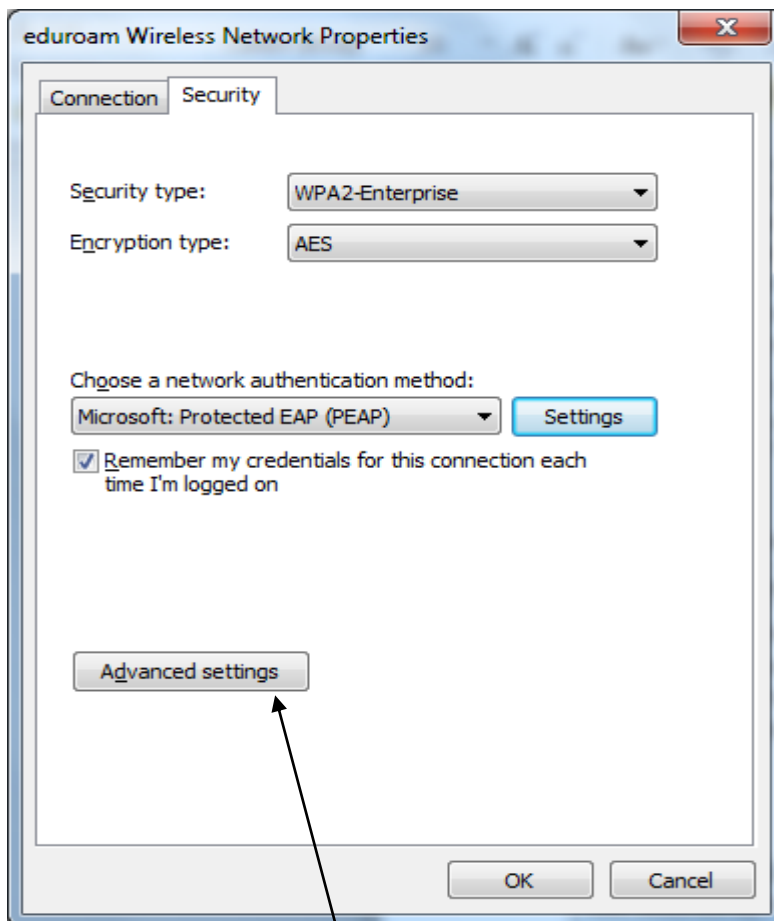 eduroam Wireless Network Properties
Connection
Security
Security type:
WPA2-Enterprise
Encryption type:
AES
Choose a network authentication method:
Microsoft: Protected EAP (PEAP)
Settings
Remember my credentials for this connection each
time I'm logged on
Advanced settings
OK
Cancel